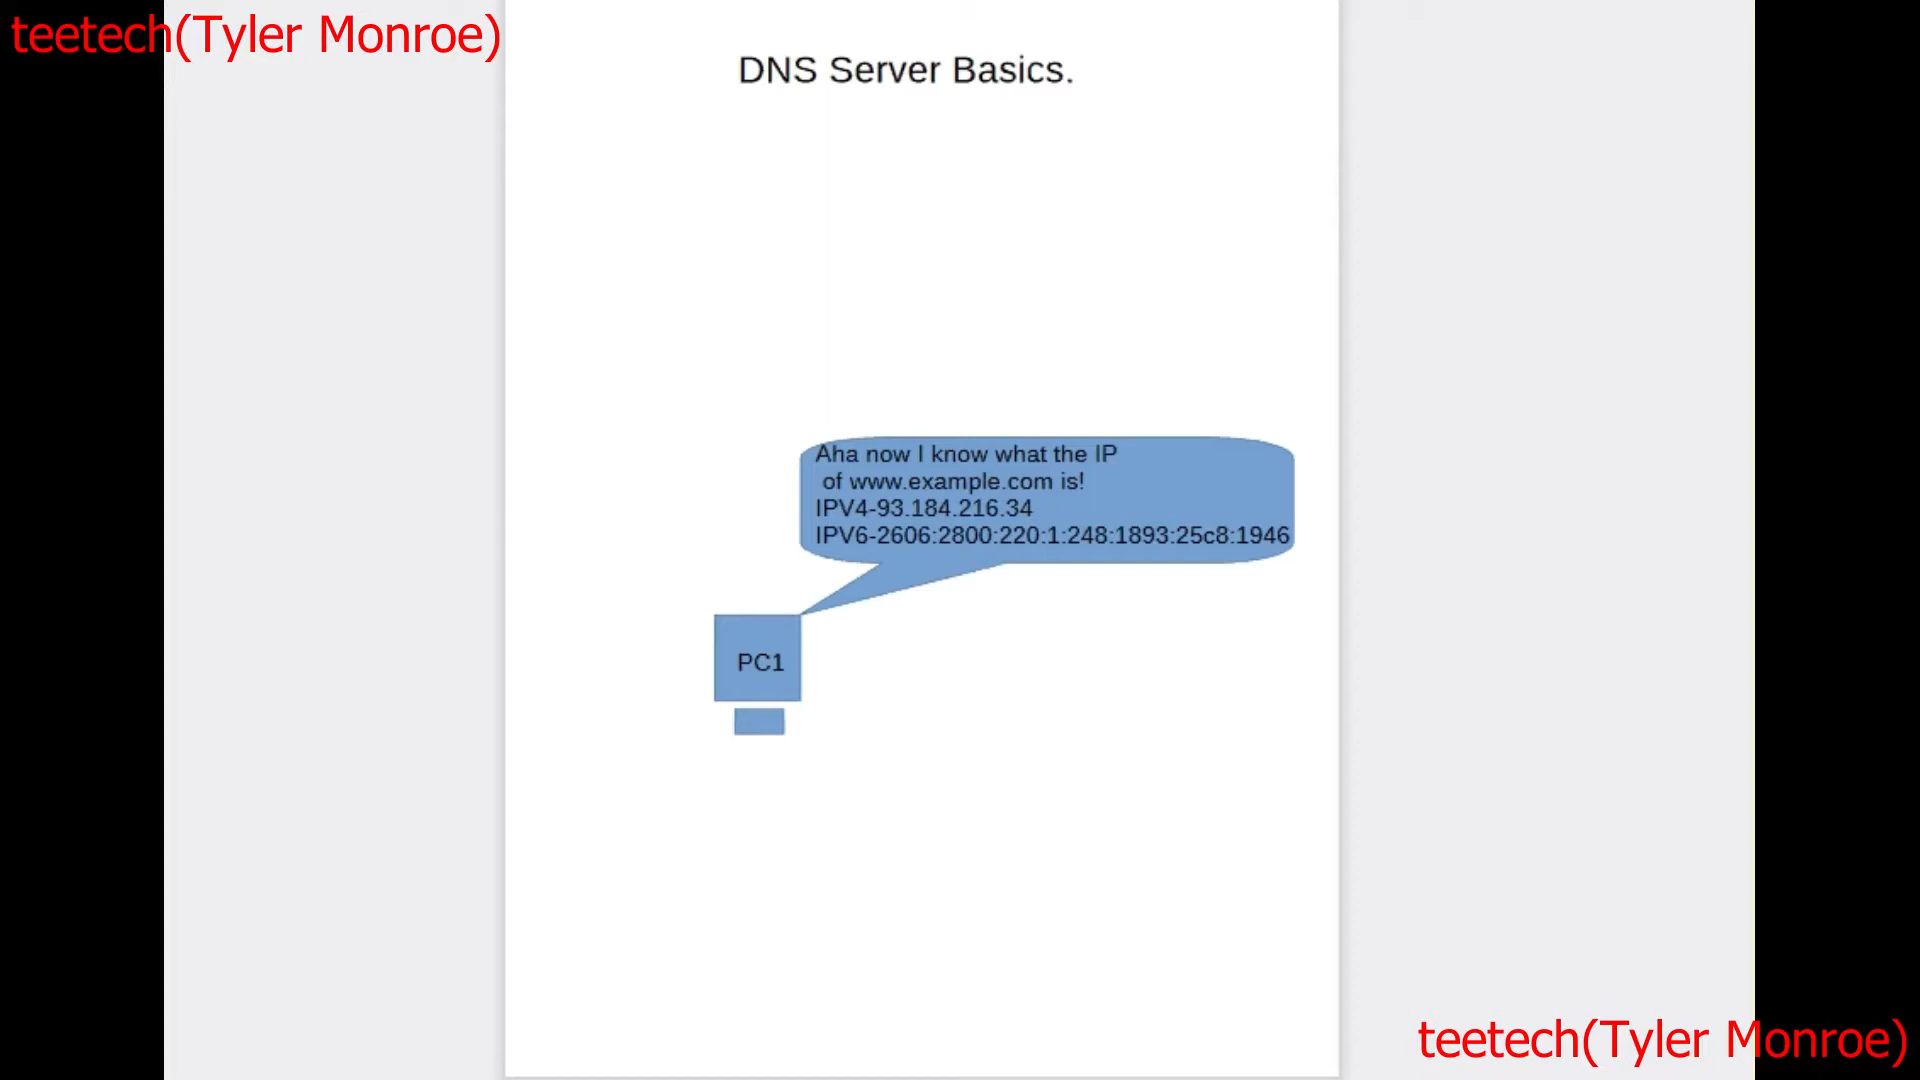 teetech(Tyler Monroe)
DNS Server Basics.
Aha now I know what the IP
of www.example.com is!
IPV4-93.184.216.34
IPV6-2606:2800:220:1:248:1893:25c8:1946
PC1
teetech(Tyler Monroe)